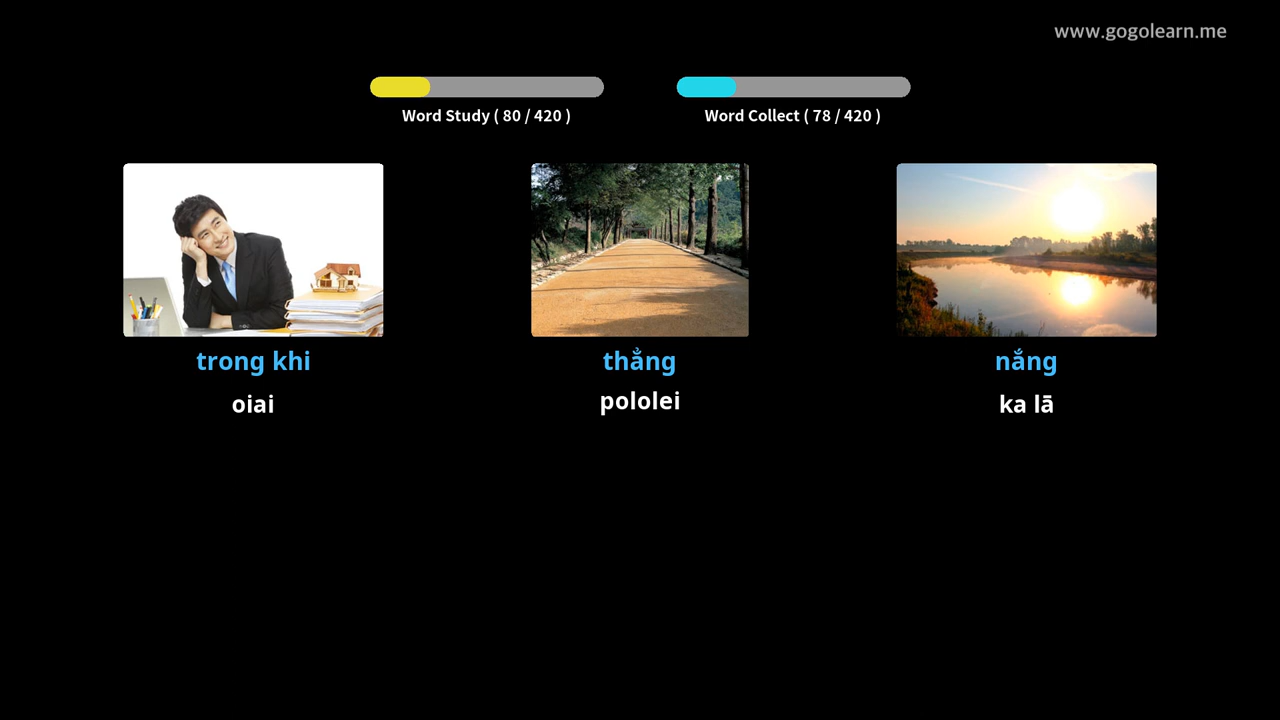 www.gogolearn.me
Word Study ( 80 / 420 )
Word Collect ( 78 / 420 )
trong khi
thẳng
nắng
oiai
pololei
ka lā